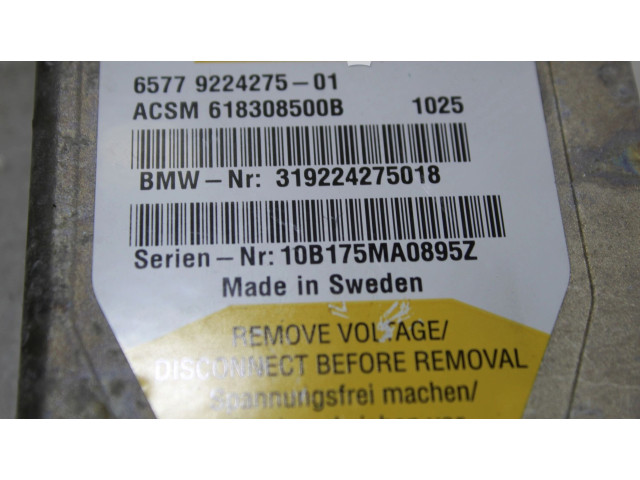 6577 9224275-01
ACSM 618308500B 1025
BMW-Nr: 319224275018
Serien-Nr: 10B175MA0895Z
Made in Sweden
REMOVE VOLTAGE/
DISCONNECT BEFORE REMOVAL
Spannungsfrei machen/